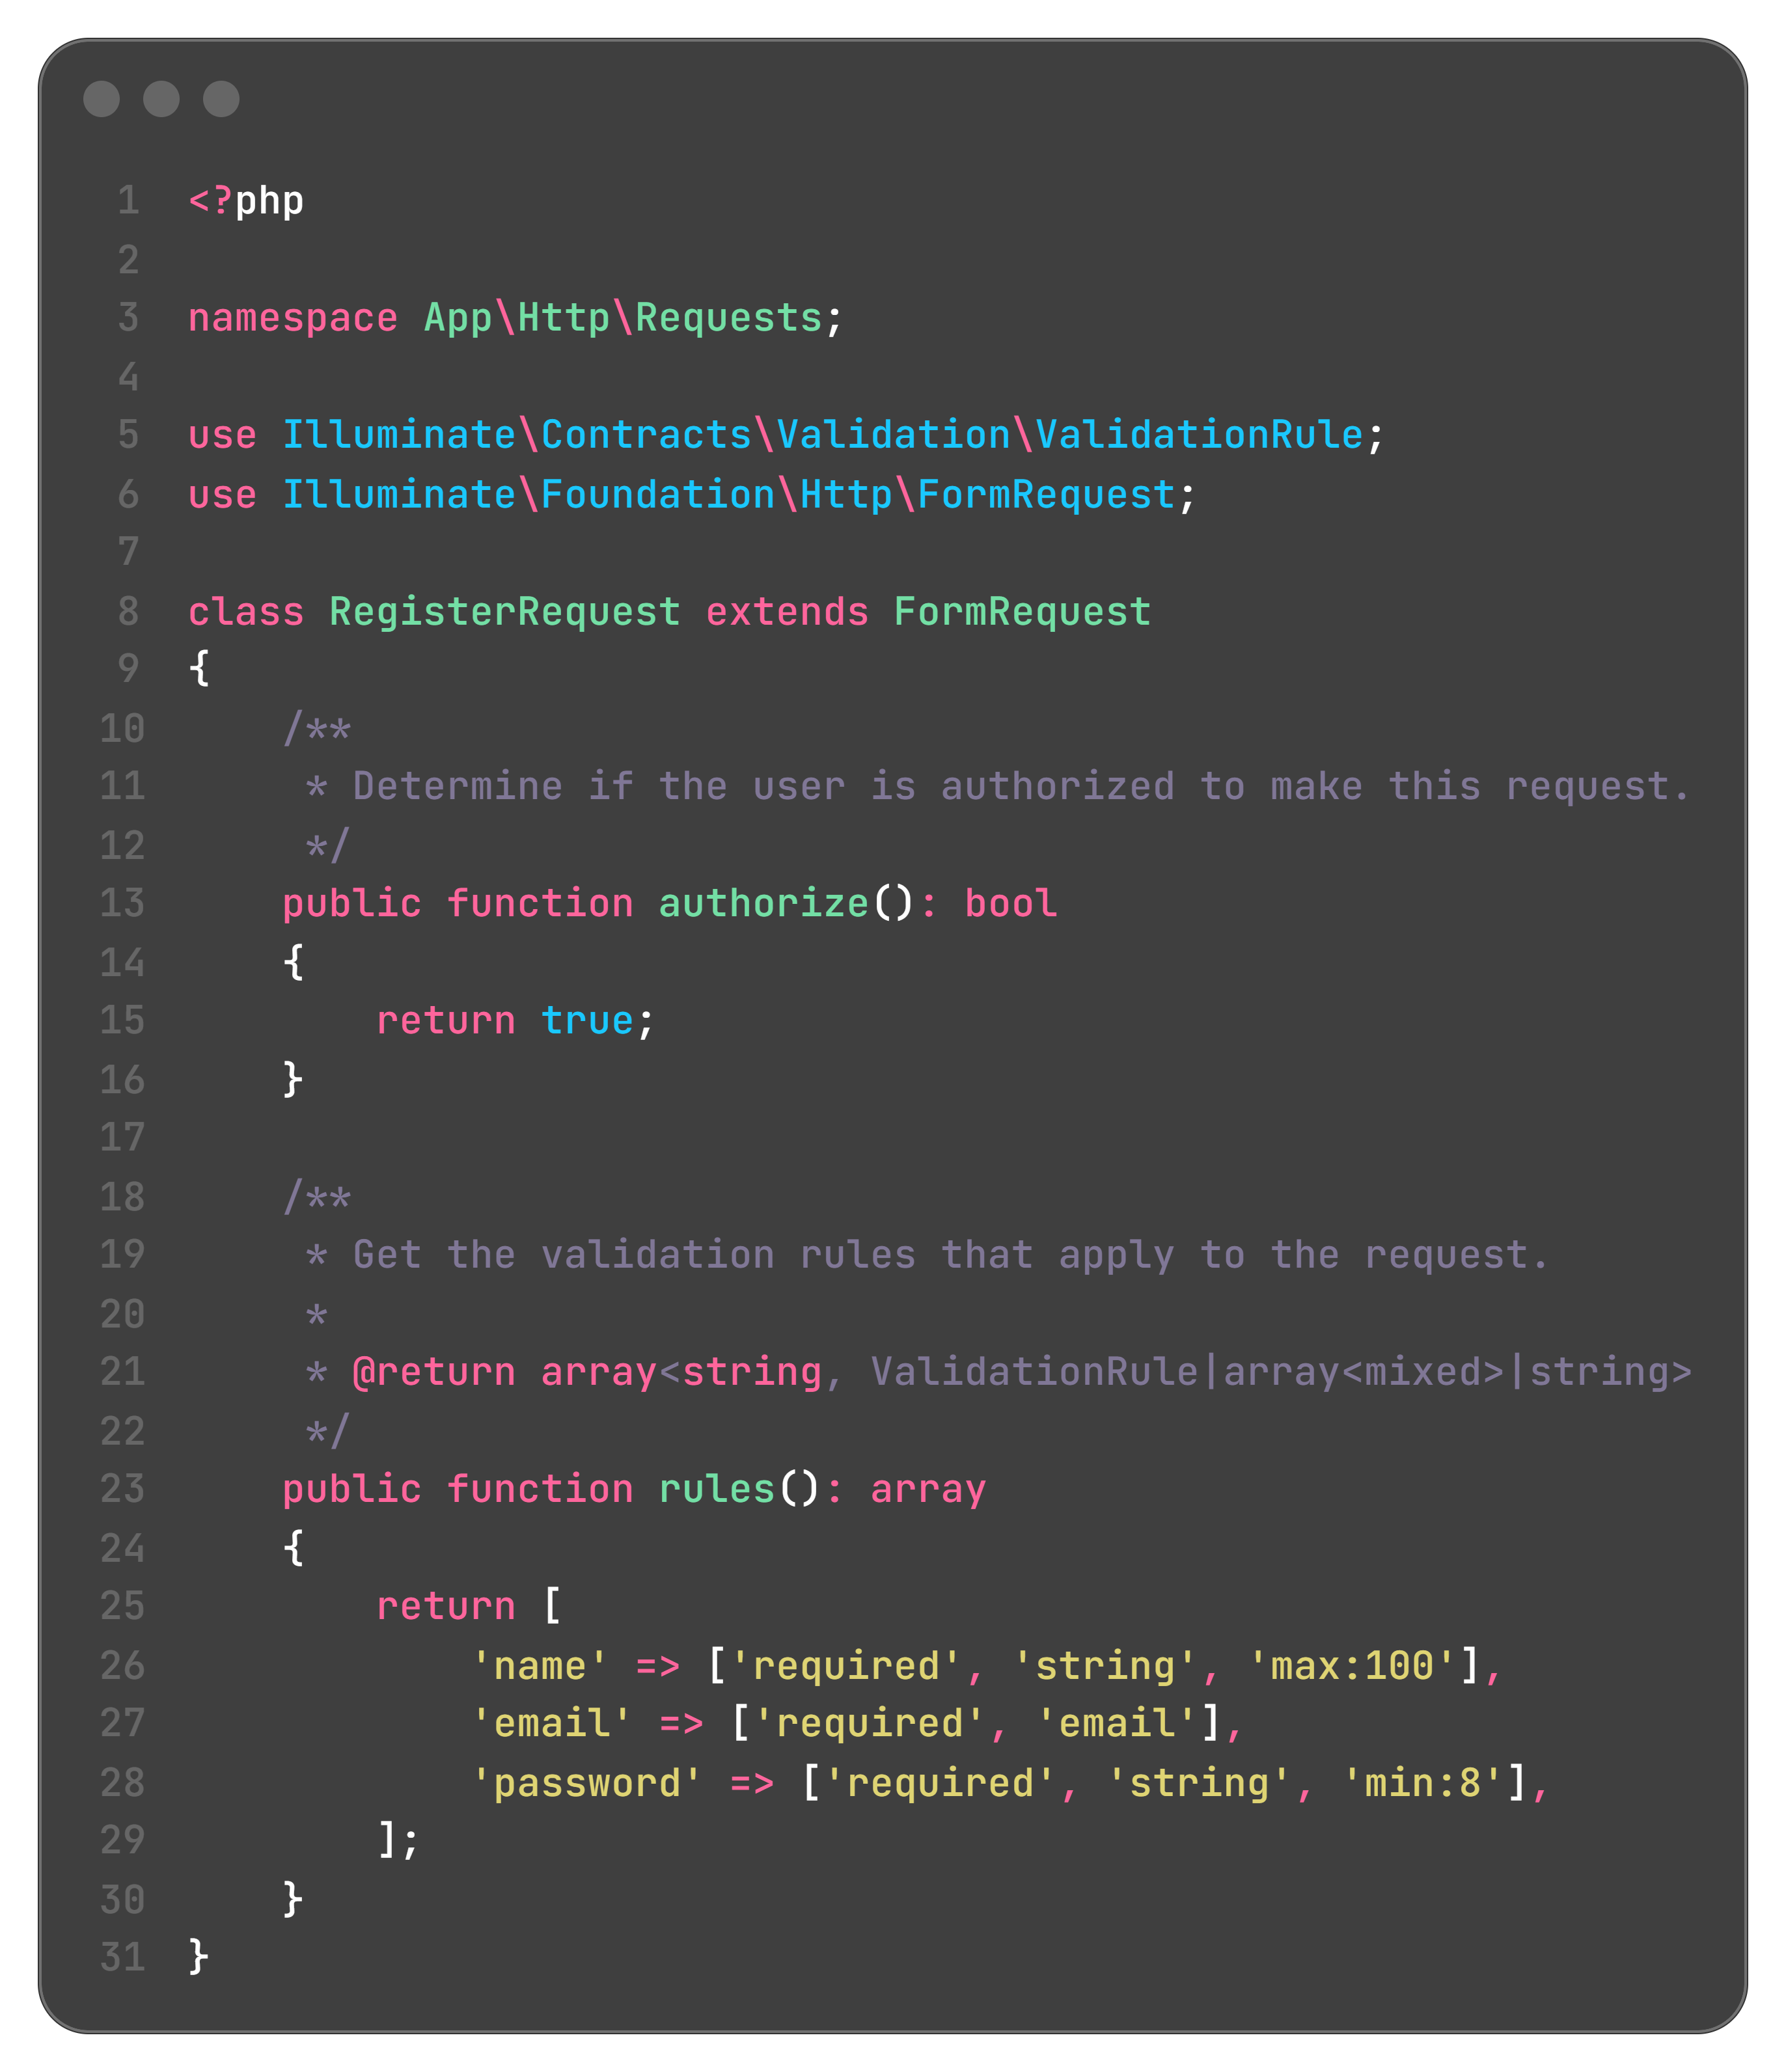 1 <?php
2
3 namespace App\Http\Requests;
4
5 use Illuminate\Contracts\Validation\ValidationRule;
6 use Illuminate\Foundation\Http\FormRequest;
7
8 class RegisterRequest extends FormRequest
9 {
10     /**
11      * Determine if the user is authorized to make this request.
12      */
13     public function authorize(): bool
14     {
15         return true;
16     }
17
18     /**
19      * Get the validation rules that apply to the request.
20      *
21      * @return array<string, ValidationRule|array<mixed>|string>
22      */
23     public function rules(): array
24     {
25         return [
26             'name' => ['required', 'string', 'max:100'],
27             'email' => ['required', 'email'],
28             'password' => ['required', 'string', 'min:8'],
29         ];
30     }
31 }